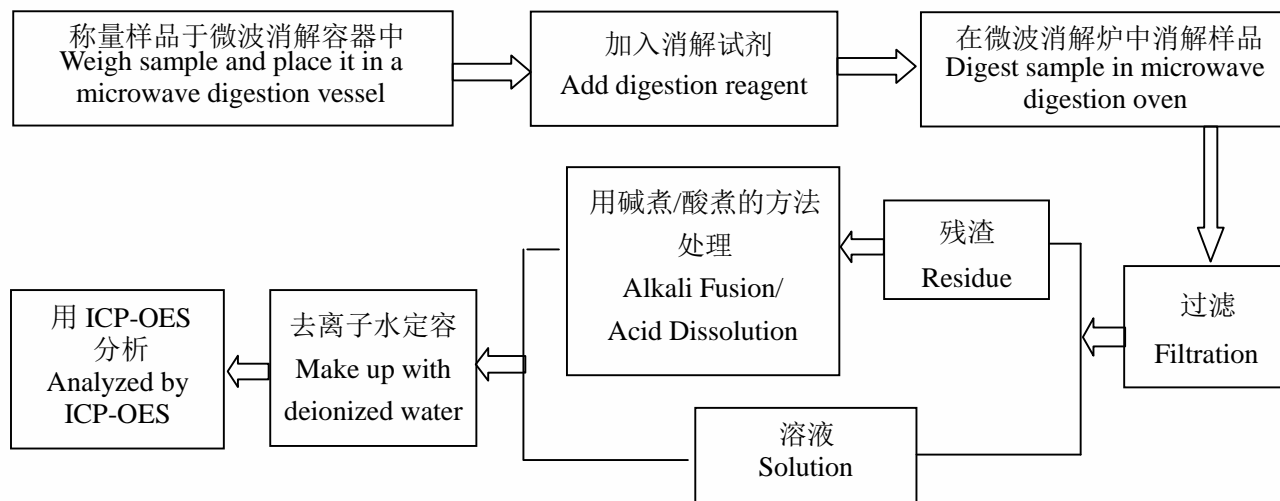 称量样品于微波消解容器中
Weigh sample and place it in a
microwave digestion vessel
加入消解试剂
Add digestion reagent
在微波消解炉中消解样品
Digest sample in microwave
digestion oven
过滤
Filtration
残渣
Residue
用碱煮/酸煮的方法
处理
Alkali Fusion/
Acid Dissolution
溶液
Solution
去离子水定容
Make up with
deionized water
用 ICP-OES
分析
Analyzed by
ICP-OES